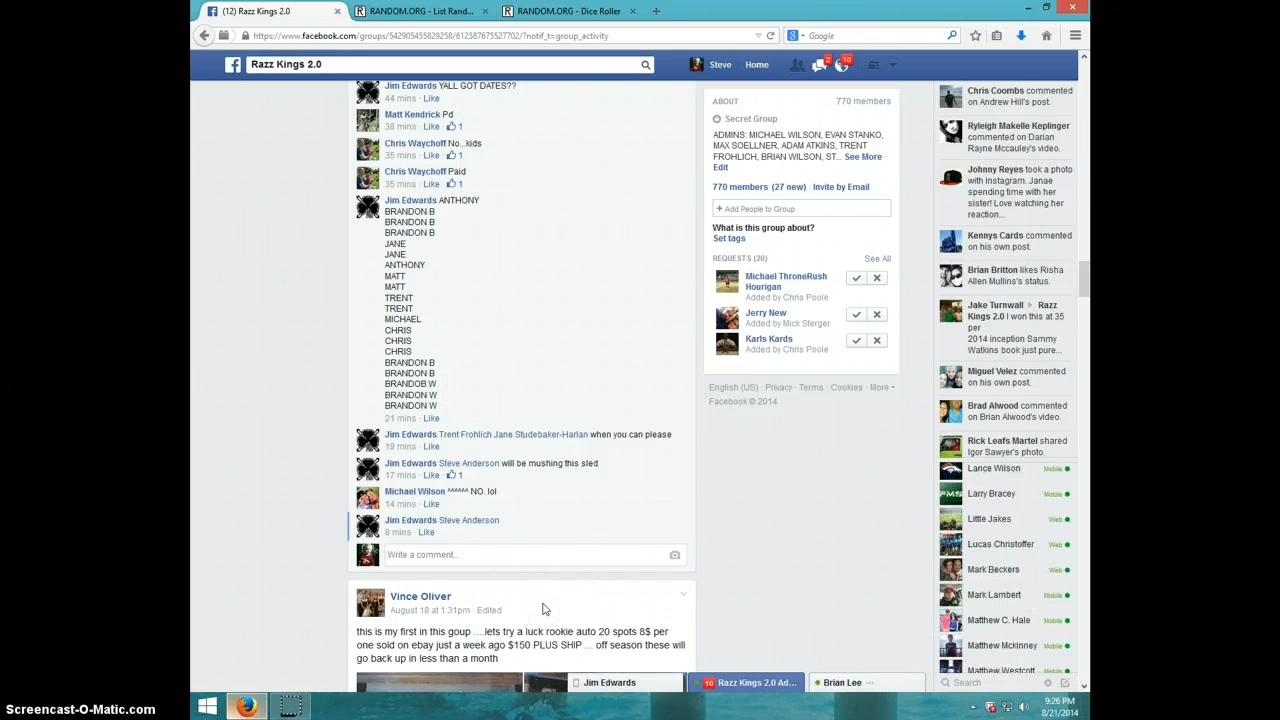 (12) Razz Kings 2.0
RANDOM.ORG - List Rand...
RANDOM.ORG - Dice Roller
https://www.facebook.com/groups/542905455829258/612587675527702/?notif_t=group_activity
Google
Razz Kings 2.0
Steve Home 2 10
Jim Edwards YALL GOT DATES??
44 mins · Like
Matt Kendrick Pd
38 mins · Like · 1
Chris Waychoff No...kids
35 mins · Like · 1
Chris Waychoff Paid
35 mins · Like · 1
Jim Edwards ANTHONY
BRANDON B
BRANDON B
BRANDON B
JANE
JANE
ANTHONY
MATT
MATT
TRENT
TRENT
MICHAEL
CHRIS
CHRIS
CHRIS
BRANDON B
BRANDON B
BRANDOB W
BRANDON W
BRANDON W
21 mins · Like
Jim Edwards Trent Frohlich Jane Studebaker-Harlan when you can please
19 mins · Like
Jim Edwards Steve Anderson will be mushing this sled
17 mins · Like · 1
Michael Wilson ^^^^^^ NO. lol
14 mins · Like
Jim Edwards Steve Anderson
8 mins · Like
Write a comment...
Vince Oliver
August 18 at 1:31pm · Edited
this is my first in this goup ....lets try a luck rookie auto 20 spots 8$ per
one sold on ebay just a week ago $150 PLUS SHIP ... off season these will
go back up in less than a month
ABOUT 770 members
Secret Group
ADMINS: MICHAEL WILSON, EVAN STANKO,
MAX SOELLNER, ADAM ATKINS, TRENT
FROHLICH, BRIAN WILSON, ST... See More ·
Edit
770 members (27 new) Invite by Email
+ Add People to Group
What is this group about?
Set tags
REQUESTS (20) See All
Michael ThroneRush
Hourigan
Added by Chris Poole
Jerry New
Added by Mick Sterger
Karls Kards
Added by Chris Poole
English (US) · Privacy · Terms · Cookies · More
Facebook © 2014
Chris Coombs commented
on Andrew Hill's post.
Ryleigh Makelle Keplinger
commented on Darian
Rayne Mccauley's video.
Johnny Reyes took a photo
with Instagram. Janae
spending time with her
sister! Love watching her
reaction...
Kennys Cards commented
on his own post.
Brian Britton likes Risha
Allen Mullins's status.
Jake Turnwall Razz
Kings 2.0 I won this at 35
per
2014 inception Sammy
Watkins book just pure...
Miguel Velez commented
on his own post.
Brad Alwood commented
on Brian Alwood's video.
Rick Leafs Martel shared
Igor Sawyer's photo.
Lance Wilson Mobile
Larry Bracey Mobile
Little Jakes Web
Lucas Christoffer Web
Mark Beckers Web
Mark Lambert Mobile
Matthew C. Hale Mobile
Matthew Mckinney Mobile
Matthew Westcott Mobile
Search
Jim Edwards
10 Razz Kings 2.0 Ad...
Brian Lee ...
9:26 PM
8/21/2014
Screencast-O-Matic.com